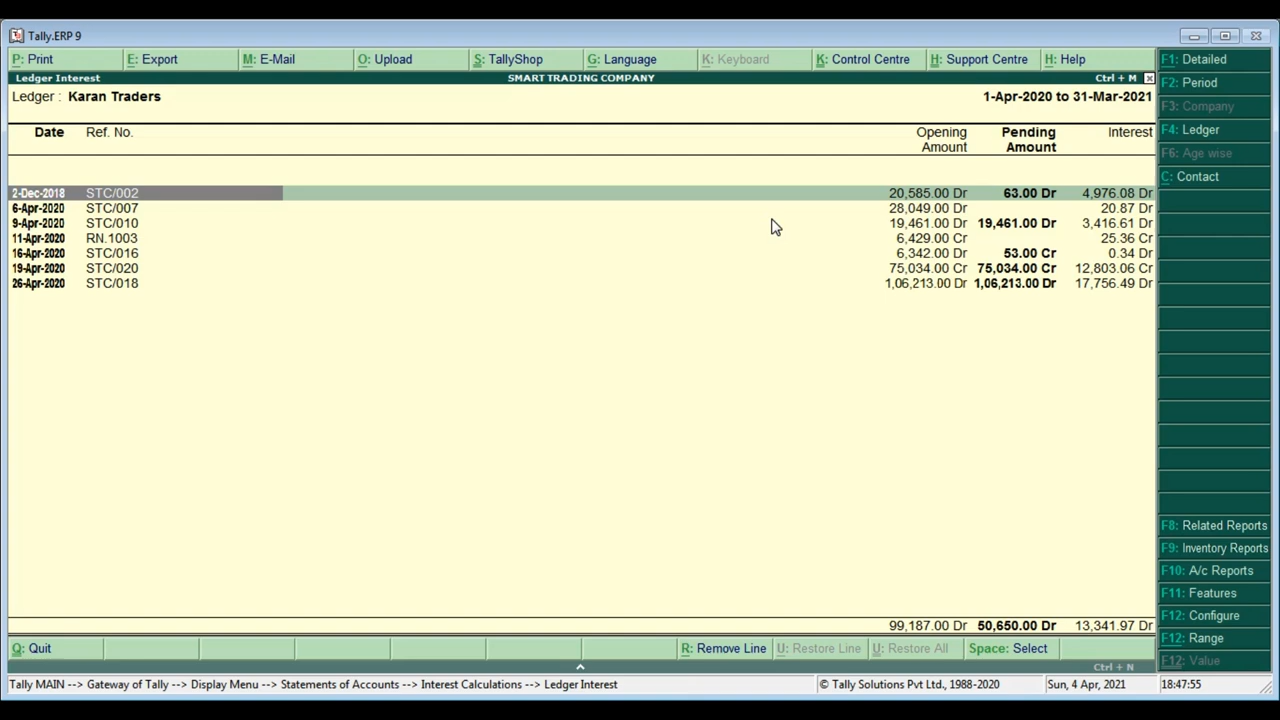 Tally.ERP 9
P: Print E: Export M: E-Mail O: Upload S: TallyShop G: Language K: Keyboard K: Control Centre H: Support Centre H: Help
Ledger Interest SMART TRADING COMPANY Ctrl + M
Ledger : Karan Traders 1-Apr-2020 to 31-Mar-2021
Date Ref. No. Opening Pending Interest
Amount Amount
2-Dec-2018 STC/002 20,585.00 Dr 63.00 Dr 4,976.08 Dr
6-Apr-2020 STC/007 28,049.00 Dr 20.87 Dr
9-Apr-2020 STC/010 19,461.00 Dr 19,461.00 Dr 3,416.61 Dr
11-Apr-2020 RN.1003 6,429.00 Cr 25.36 Cr
16-Apr-2020 STC/016 6,342.00 Dr 53.00 Cr 0.34 Dr
19-Apr-2020 STC/020 75,034.00 Cr 75,034.00 Cr 12,803.06 Cr
26-Apr-2020 STC/018 1,06,213.00 Dr 1,06,213.00 Dr 17,756.49 Dr
99,187.00 Dr 50,650.00 Dr 13,341.97 Dr
F1: Detailed
F2: Period
F3: Company
F4: Ledger
F6: Age wise
C: Contact
F8: Related Reports
F9: Inventory Reports
F10: A/c Reports
F11: Features
F12: Configure
F12: Range
F12: Value
Q: Quit R: Remove Line U: Restore Line U: Restore All Space: Select
Ctrl + N
Tally MAIN --> Gateway of Tally --> Display Menu --> Statements of Accounts --> Interest Calculations --> Ledger Interest © Tally Solutions Pvt Ltd., 1988-2020 Sun, 4 Apr, 2021 18:47:55